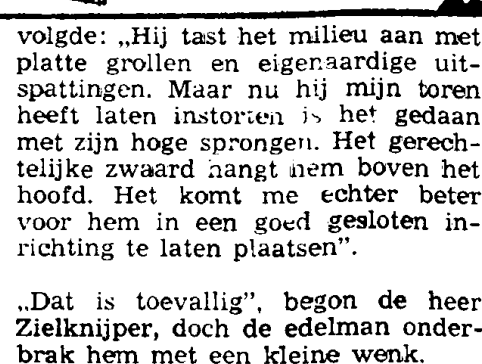 volgde: „Hij tast het milieu aan met
platte grollen en eigenaardige uit-
spattingen. Maar nu hij mijn toren
heeft laten instorten is het gedaan
met zijn hoge sprongen. Het gerech-
telijke zwaard hangt hem boven het
hoofd. Het komt me echter beter
voor hem in een goed gesloten in-
richting te laten plaatsen”.

„Dat is toevallig”, begon de heer
Zielknijper, doch de edelman onder-
brak hem met een kleine wenk.